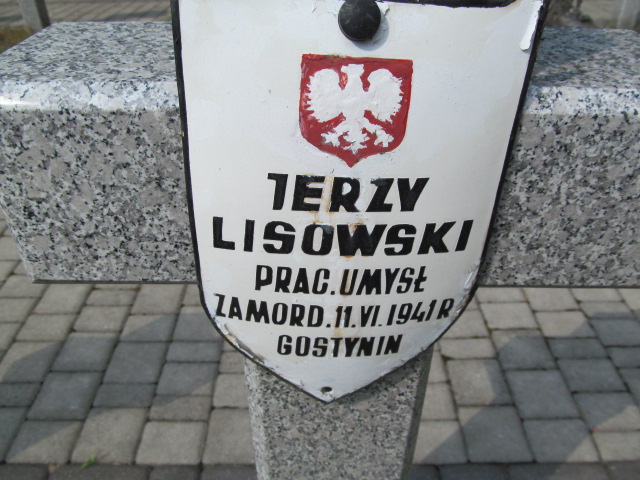 JERZY
LISOWSKI
PRAC. UMYSŁ
ZAMORD. 11. VI. 1941 R
GOSTYNIN